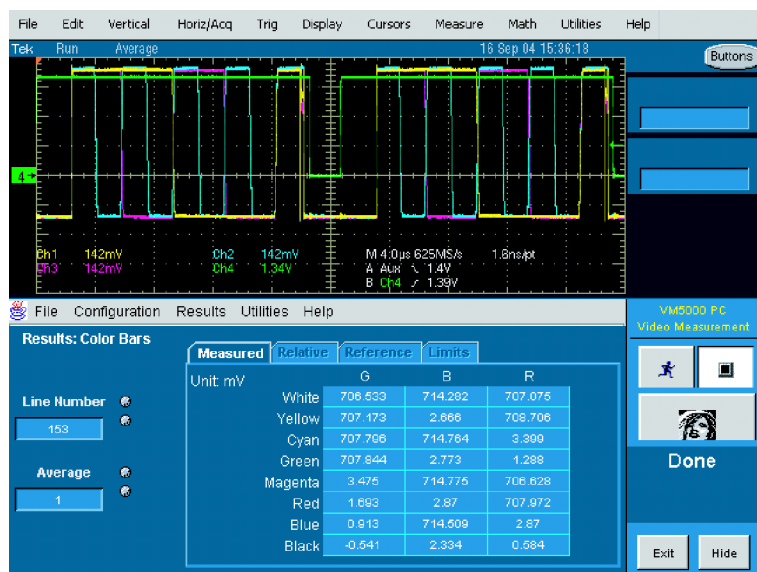 File Edit Vertical Horiz/Acq Trig Display Cursors Measure Math Utilities Help
Tek Run Average 16 Sep 04 15:36:18
Buttons
4
Ch1 142mV Ch2 142mV M 4.0µs 625MS/s 1.6ns/pt
Ch3 142mV Ch4 1.34V A Aux 1.4V
B Ch4 1.39V
File Configuration Results Utilities Help
VM5000 PC
Video Measurement
Results: Color Bars
Measured Relative Reference Limits
Unit: mV G B R
White 706.533 714.282 707.075
Yellow 707.173 2.666 708.706
Cyan 707.796 714.764 3.399
Green 707.844 2.773 1.288
Magenta 3.475 714.775 706.628
Red 1.693 2.87 707.972
Blue 0.913 714.509 2.87
Black -0.541 2.334 0.584
Line Number
153
Average
1
Done
Exit Hide